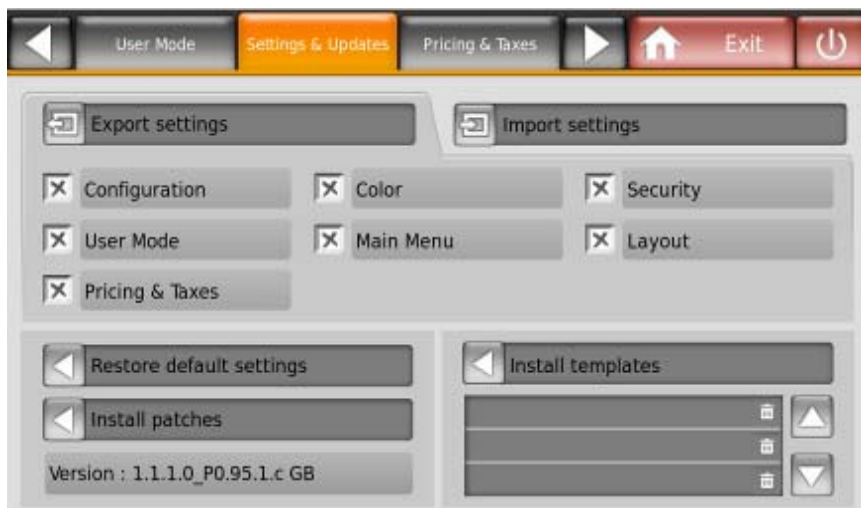 User Mode Settings & Updates Pricing & Taxes Exit
Export settings Import settings
Configuration Color Security
User Mode Main Menu Layout
Pricing & Taxes
Restore default settings Install templates
Install patches
Version : 1.1.1.0_P0.95.1.c GB